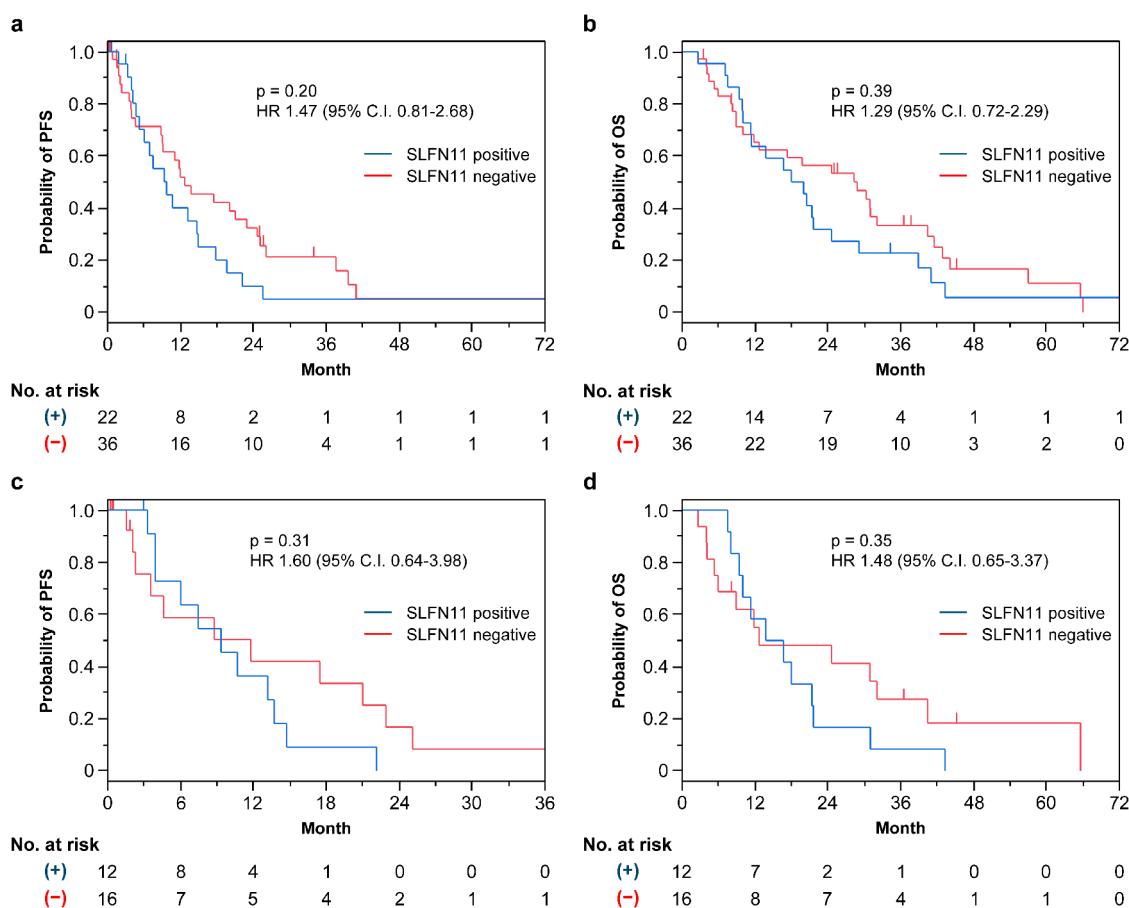 a
Probability of PFS
1.0
0.8
0.6
0.4
0.2
0
p = 0.20
HR 1.47 (95% C.I. 0.81-2.68)
SLFN11 positive
SLFN11 negative
0 12 24 36 48 60 72
Month
No. at risk
(+) 22 8 2 1 1 1 1
(−) 36 16 10 4 1 1 1
b
Probability of OS
1.0
0.8
0.6
0.4
0.2
0
p = 0.39
HR 1.29 (95% C.I. 0.72-2.29)
SLFN11 positive
SLFN11 negative
0 12 24 36 48 60 72
Month
No. at risk
(+) 22 14 7 4 1 1 1
(−) 36 22 19 10 3 2 0
c
Probability of PFS
1.0
0.8
0.6
0.4
0.2
0
p = 0.31
HR 1.60 (95% C.I. 0.64-3.98)
SLFN11 positive
SLFN11 negative
0 6 12 18 24 30 36
Month
No. at risk
(+) 12 8 4 1 0 0 0
(−) 16 7 5 4 2 1 1
d
Probability of OS
1.0
0.8
0.6
0.4
0.2
0
p = 0.35
HR 1.48 (95% C.I. 0.65-3.37)
SLFN11 positive
SLFN11 negative
0 12 24 36 48 60 72
Month
No. at risk
(+) 12 7 2 1 0 0 0
(−) 16 8 7 4 1 1 0